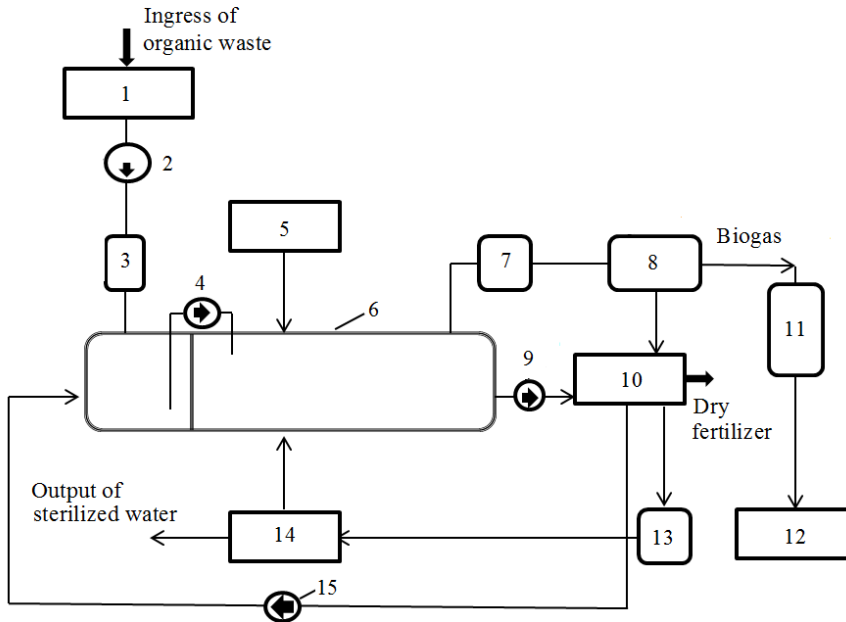 Ingress of
organic waste
1
2
3
4
5
6
7
8
Biogas
9
10
11
Dry
fertilizer
Output of
sterilized water
14
13
12
15